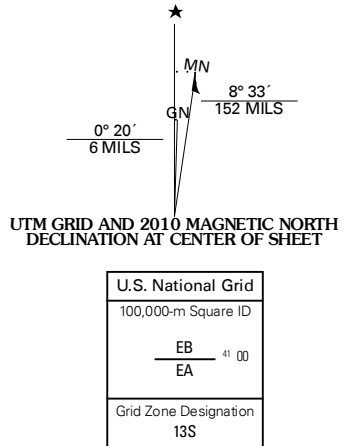 ★
MN
GN
8° 33´
152 MILS
0° 20´
6 MILS
UTM GRID AND 2010 MAGNETIC NORTH
DECLINATION AT CENTER OF SHEET
U.S. National Grid
100,000-m Square ID
EB
41 00
EA
Grid Zone Designation
13S